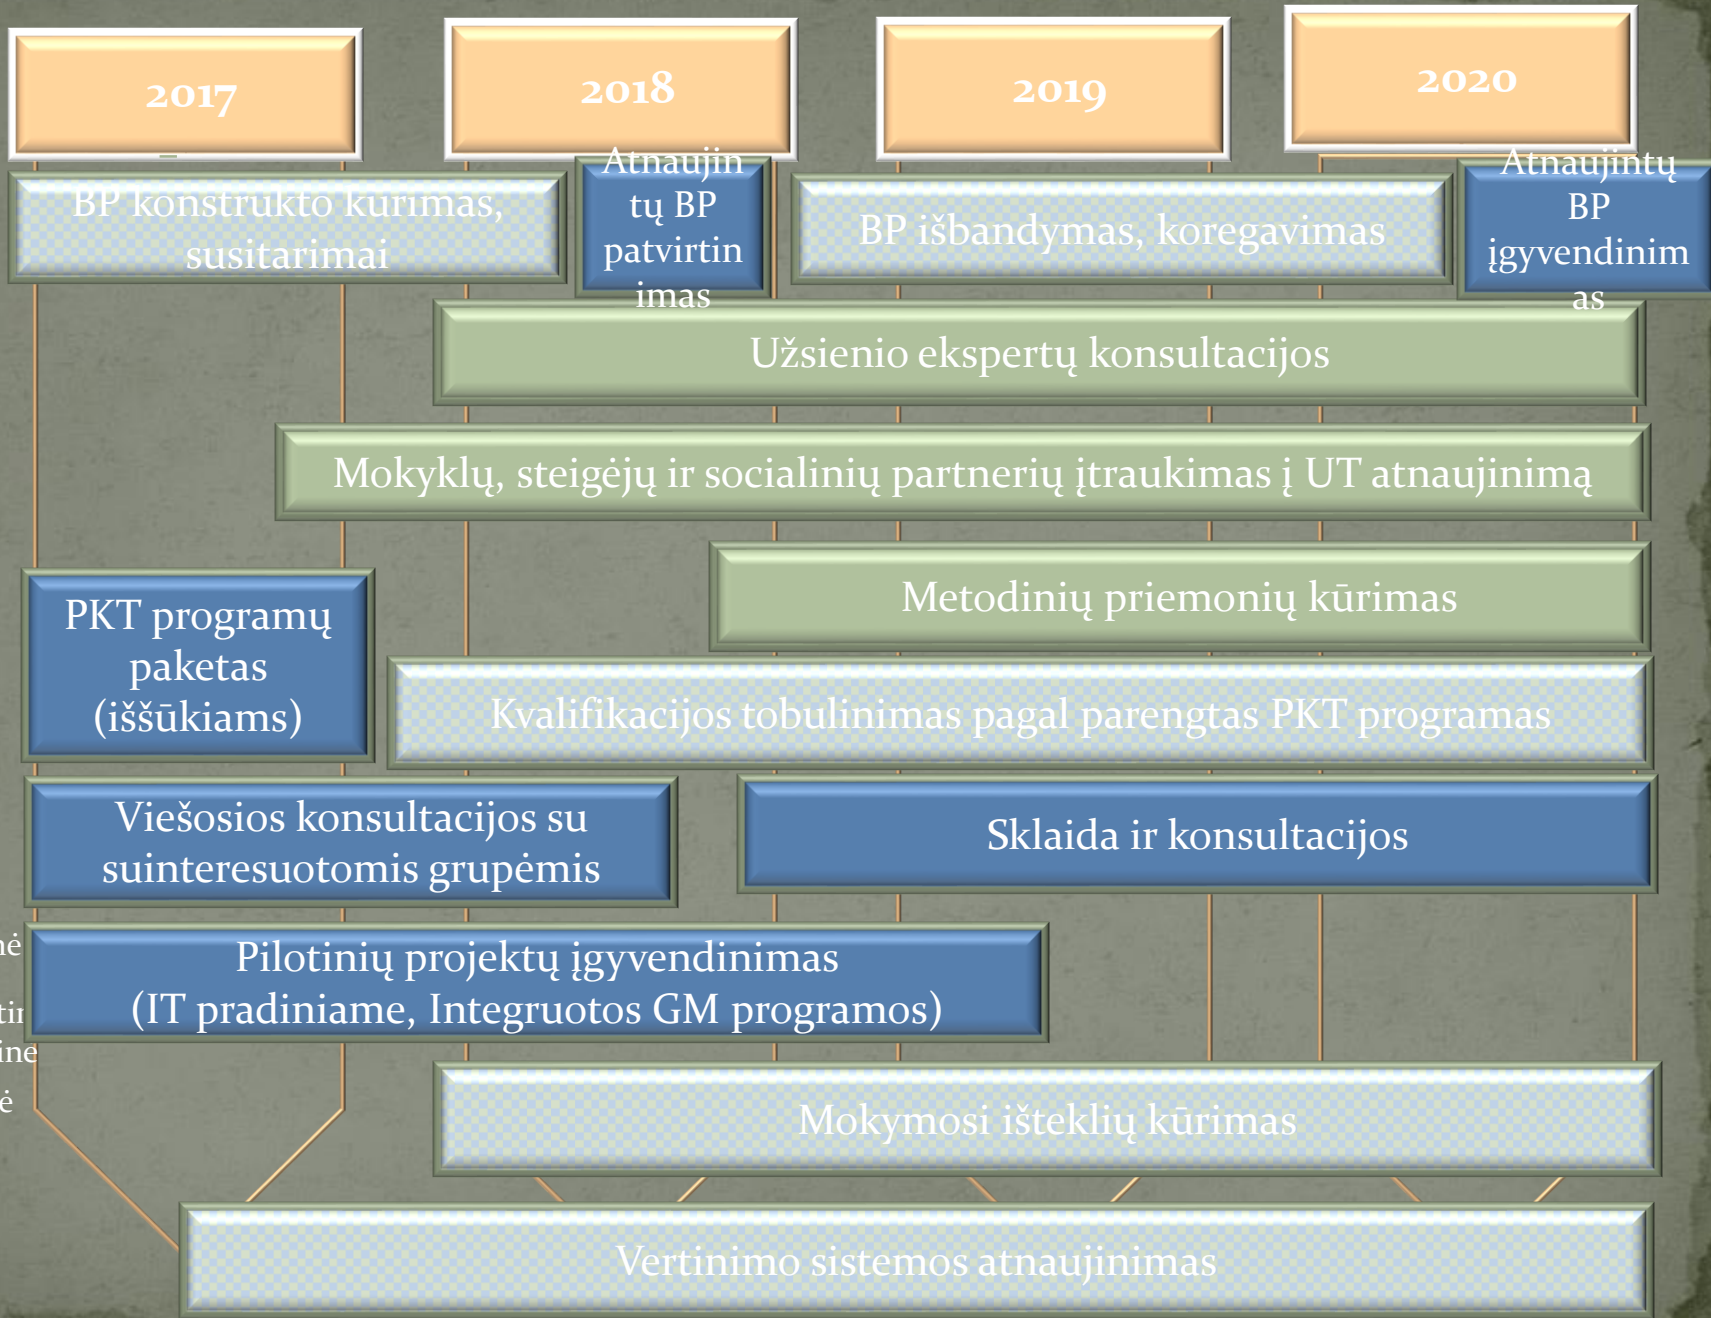 2017
2018
2019
2020
BP konstrukto kūrimas,
susitarimai
Atnaujin
tų BP
patvirtin
imas
BP išbandymas, koregavimas
Atnaujintų
BP
įgyvendinim
as
Užsienio ekspertų konsultacijos
Mokyklų, steigėjų ir socialinių partnerių įtraukimas į UT atnaujinimą
Metodinių priemonių kūrimas
PKT programų
paketas
(iššūkiams)
Kvalifikacijos tobulinimas pagal parengtas PKT programas
Viešosios konsultacijos su
suinteresuotomis grupėmis
Sklaida ir konsultacijos
Pilotinių projektų įgyvendinimas
(IT pradiniame, Integruotos GM programos)
Mokymosi išteklių kūrimas
Vertinimo sistemos atnaujinimas